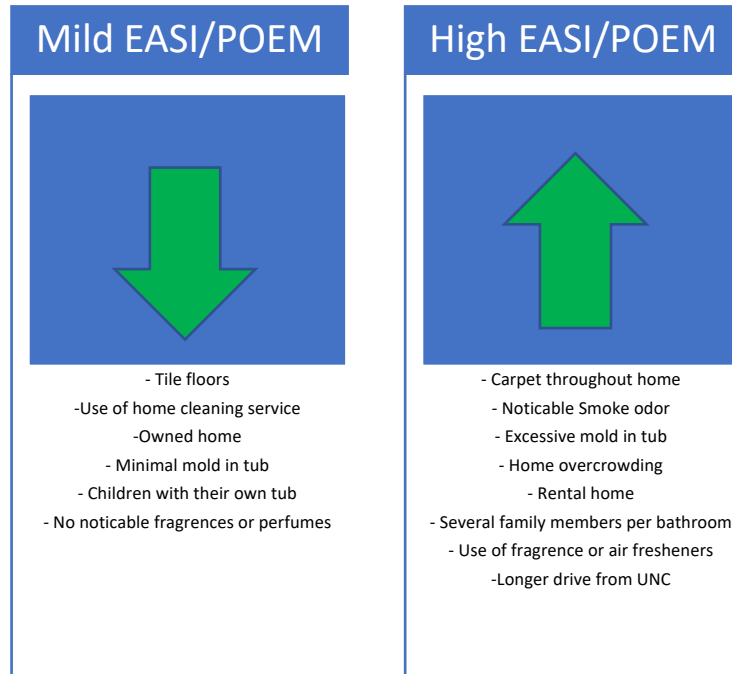 Mild EASI/POEM
- Tile floors
-Use of home cleaning service
-Owned home
- Minimal mold in tub
- Children with their own tub
- No noticable fragrences or perfumes
High EASI/POEM
- Carpet throughout home
- Noticable Smoke odor
- Excessive mold in tub
- Home overcrowding
- Rental home
- Several family members per bathroom
- Use of fragrence or air fresheners
-Longer drive from UNC